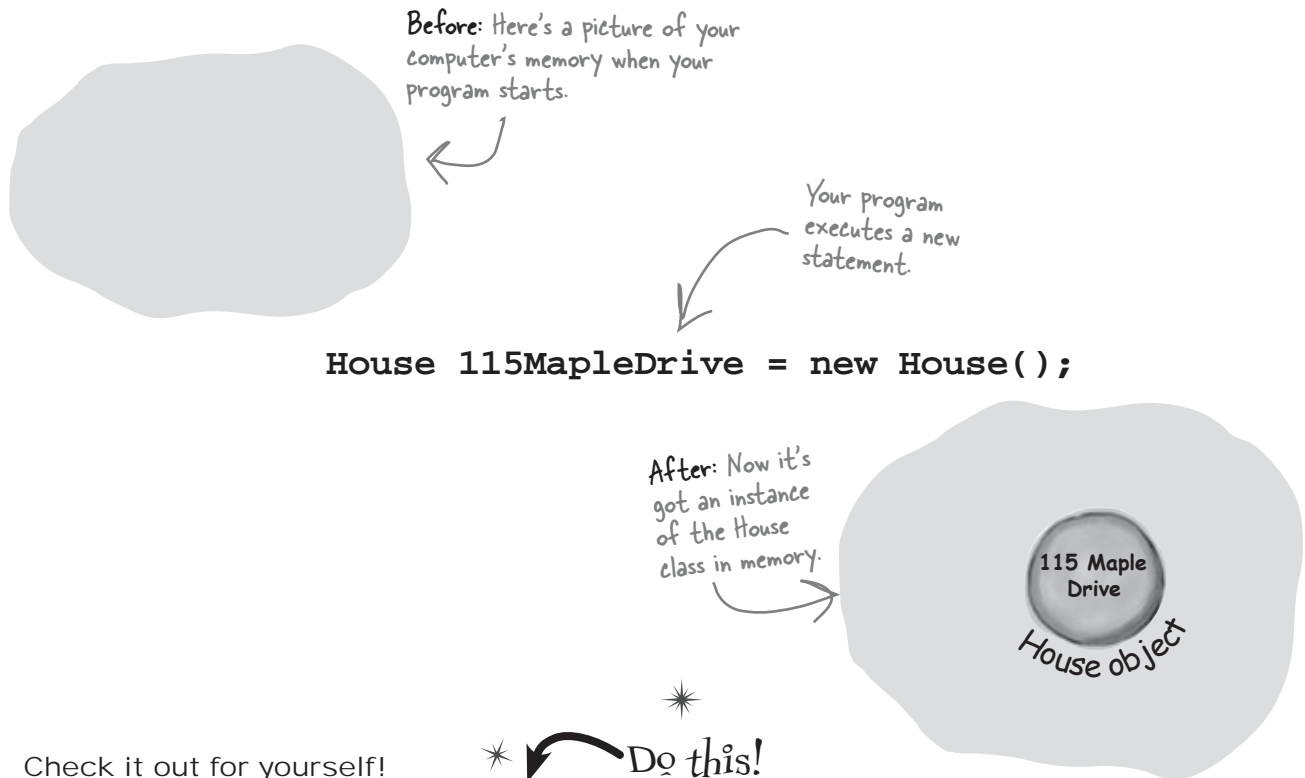 Before: Here's a picture of your
computer's memory when your
program starts.
Your program
executes a new
statement.
House 115MapleDrive = new House();
After: Now it's
got an instance
of the House
class in memory.
115 Maple
Drive
House object
Do this!
Check it out for yourself!